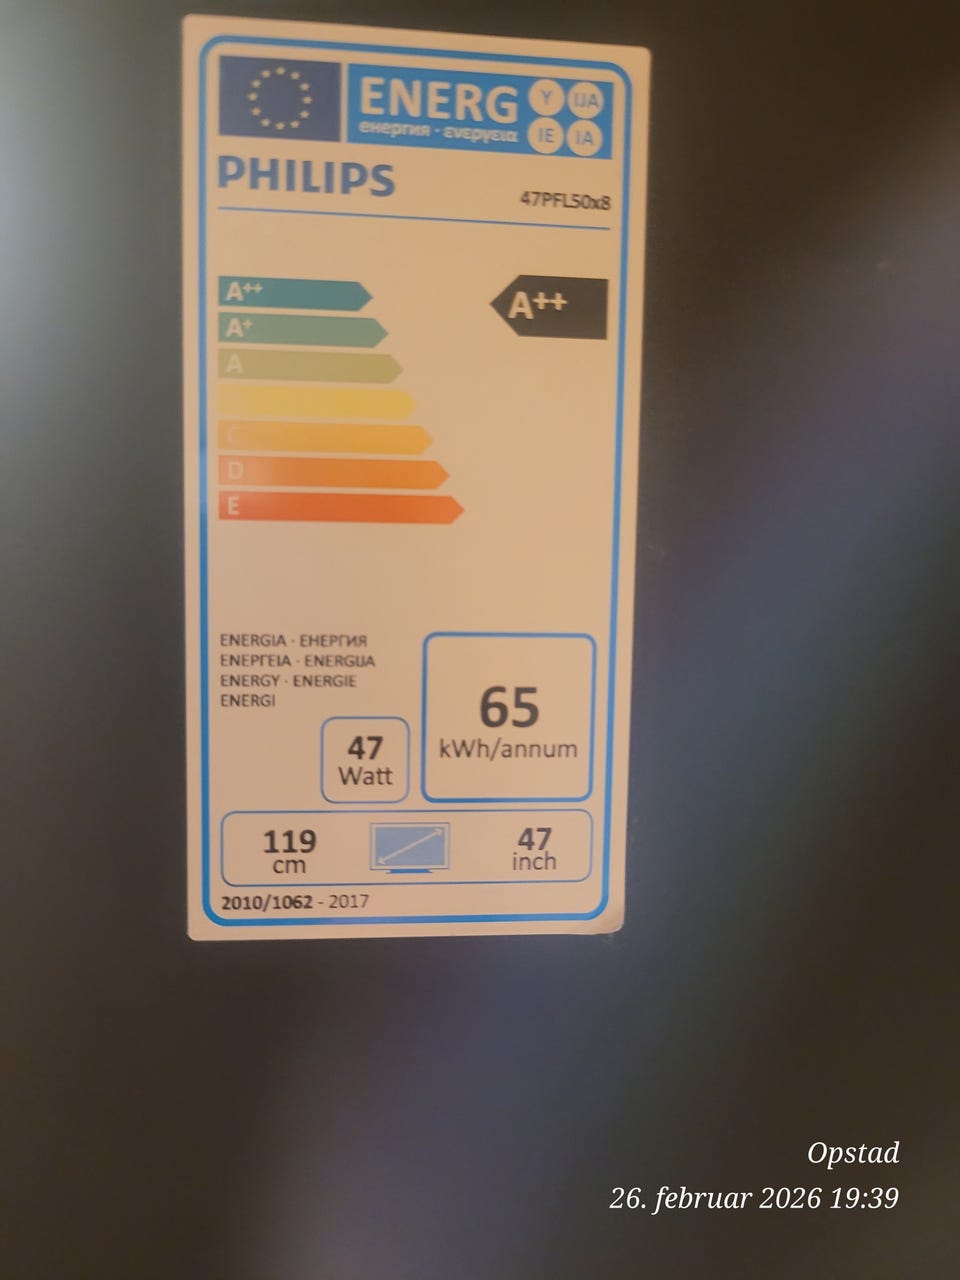 ENERG Y IJA
енергия · ενεργεια IE IA
PHILIPS
47PFL50x8
A++
A++
A+
A
C
D
E
ENERGIA · ЕНЕРГИЯ
ΕΝΕΡΓΕΙΑ · ENERGIJA
ENERGY · ENERGIE
ENERGI
65
kWh/annum
47
Watt
119
cm
47
inch
2010/1062 - 2017
Opstad
26. februar 2026 19:39